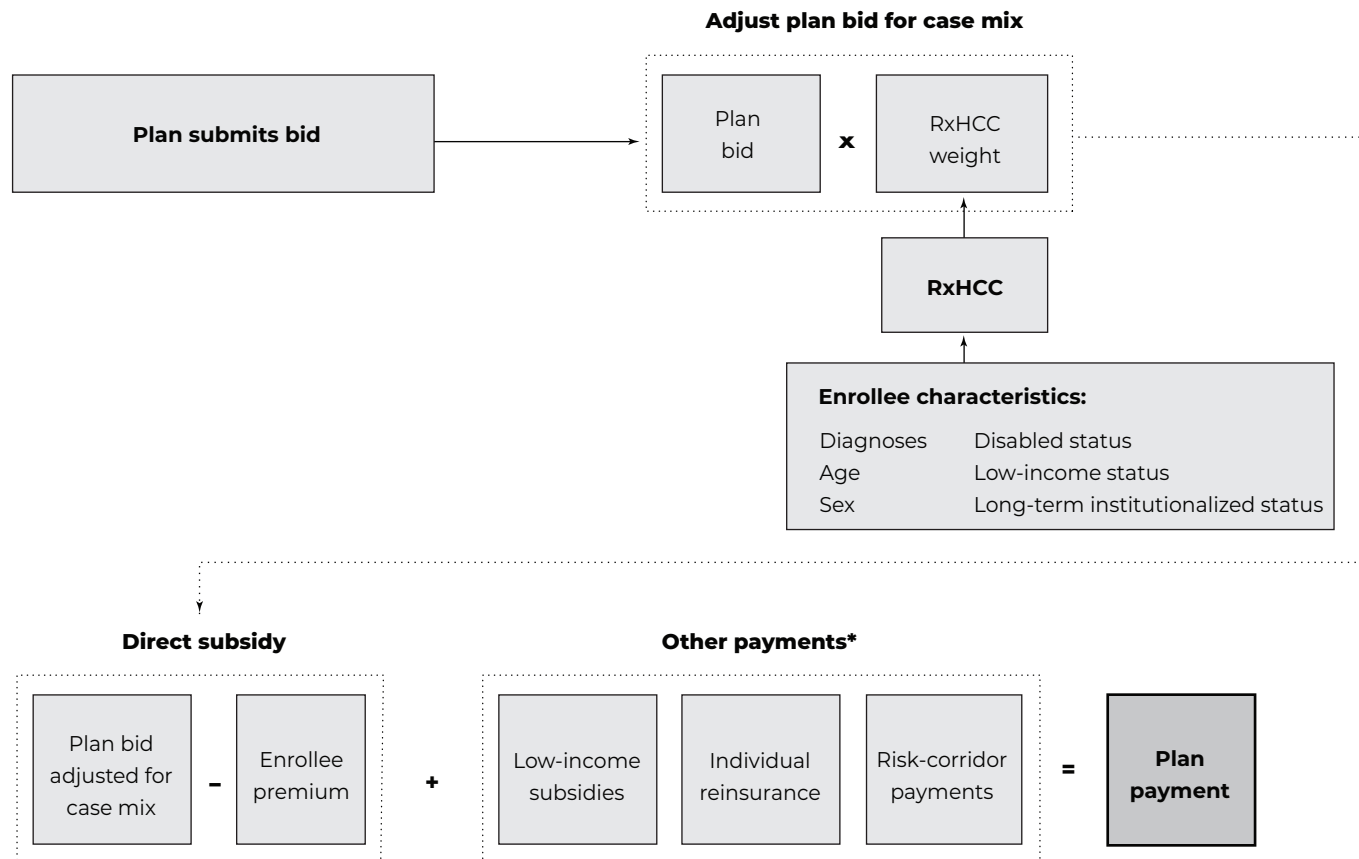 Adjust plan bid for case mix
Plan submits bid
Plan
bid
x
RxHCC
weight
RxHCC
Enrollee characteristics:
Diagnoses Disabled status
Age Low-income status
Sex Long-term institutionalized status
Direct subsidy
Other payments*
Plan bid
adjusted for
case mix
–
Enrollee
premium
+
Low-income
subsidies
Individual
reinsurance
Risk-corridor
payments
=
Plan
payment